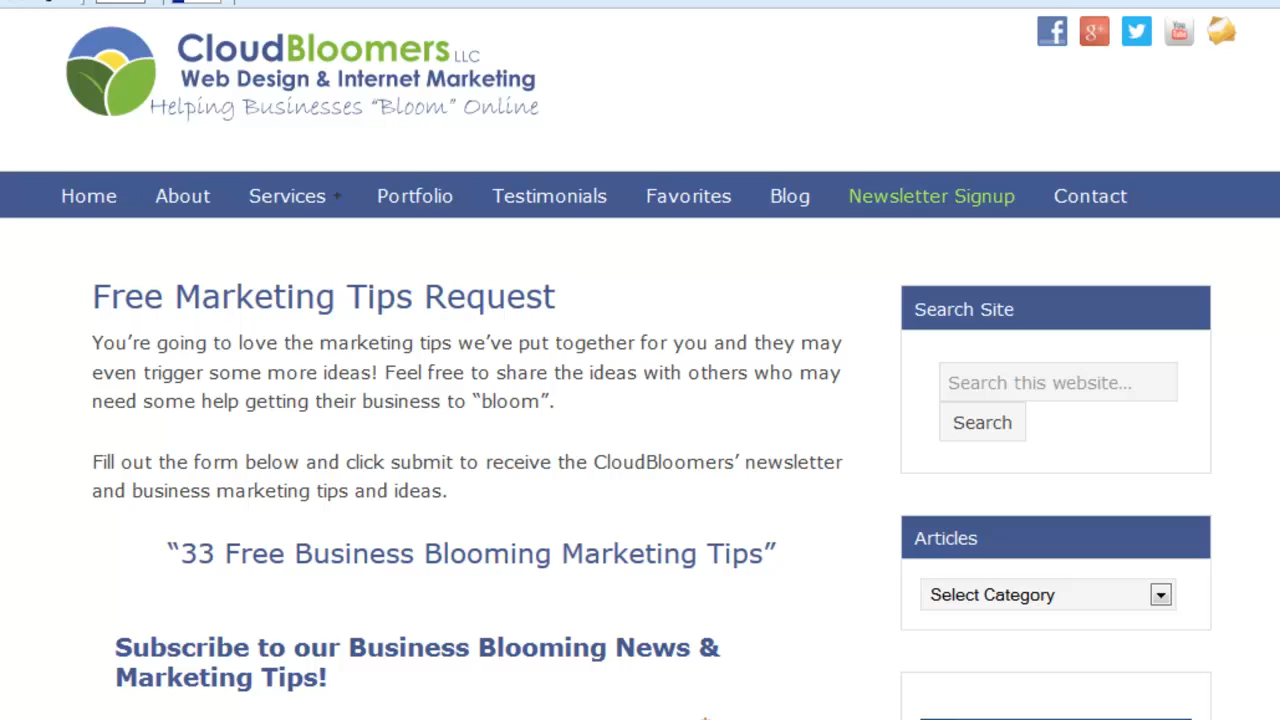 CloudBloomers LLC
Web Design & Internet Marketing
Helping Businesses “Bloom” Online
f
g+
You
Tube
Home About Services + Portfolio Testimonials Favorites Blog Newsletter Signup Contact
Free Marketing Tips Request
You’re going to love the marketing tips we’ve put together for you and they may
even trigger some more ideas! Feel free to share the ideas with others who may
need some help getting their business to “bloom”.
Fill out the form below and click submit to receive the CloudBloomers’ newsletter
and business marketing tips and ideas.
“33 Free Business Blooming Marketing Tips”
Subscribe to our Business Blooming News &
Marketing Tips!
Search Site
Search this website...
Search
Articles
Select Category